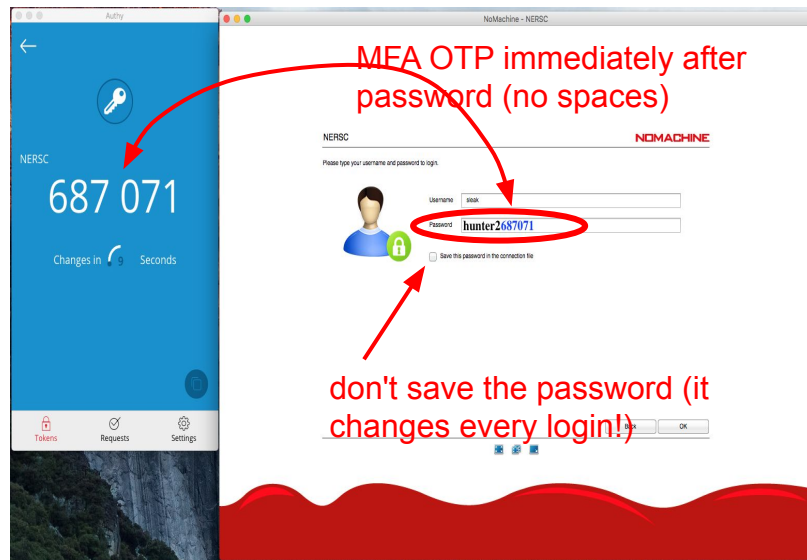 Authy
NoMachine - NERSC
MFA OTP immediately after
password (no spaces)
NERSC
687 071
Changes in 9 Seconds
Tokens
Requests
Settings
NERSC
NOMACHINE
Please type your username and password to login.
Username
sleak
Password
hunter2687071
Save this password in the connection file
don't save the password (it
changes every login!)
Back
OK